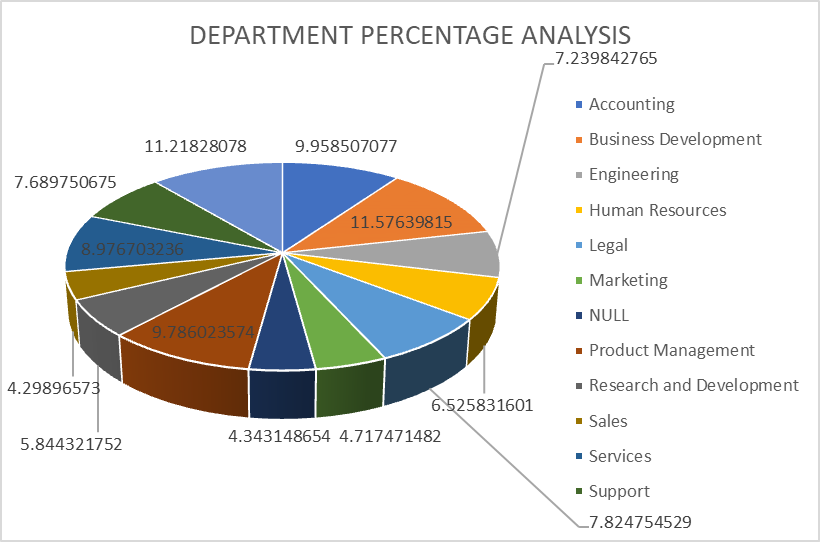 DEPARTMENT PERCENTAGE ANALYSIS
7.239842765
11.21828078
9.958507077
7.689750675
11.57639815
8.976703236
9.786023574
4.29896573
5.844321752
4.343148654
4.717471482
6.525831601
7.824754529
Accounting
Business Development
Engineering
Human Resources
Legal
Marketing
NULL
Product Management
Research and Development
Sales
Services
Support